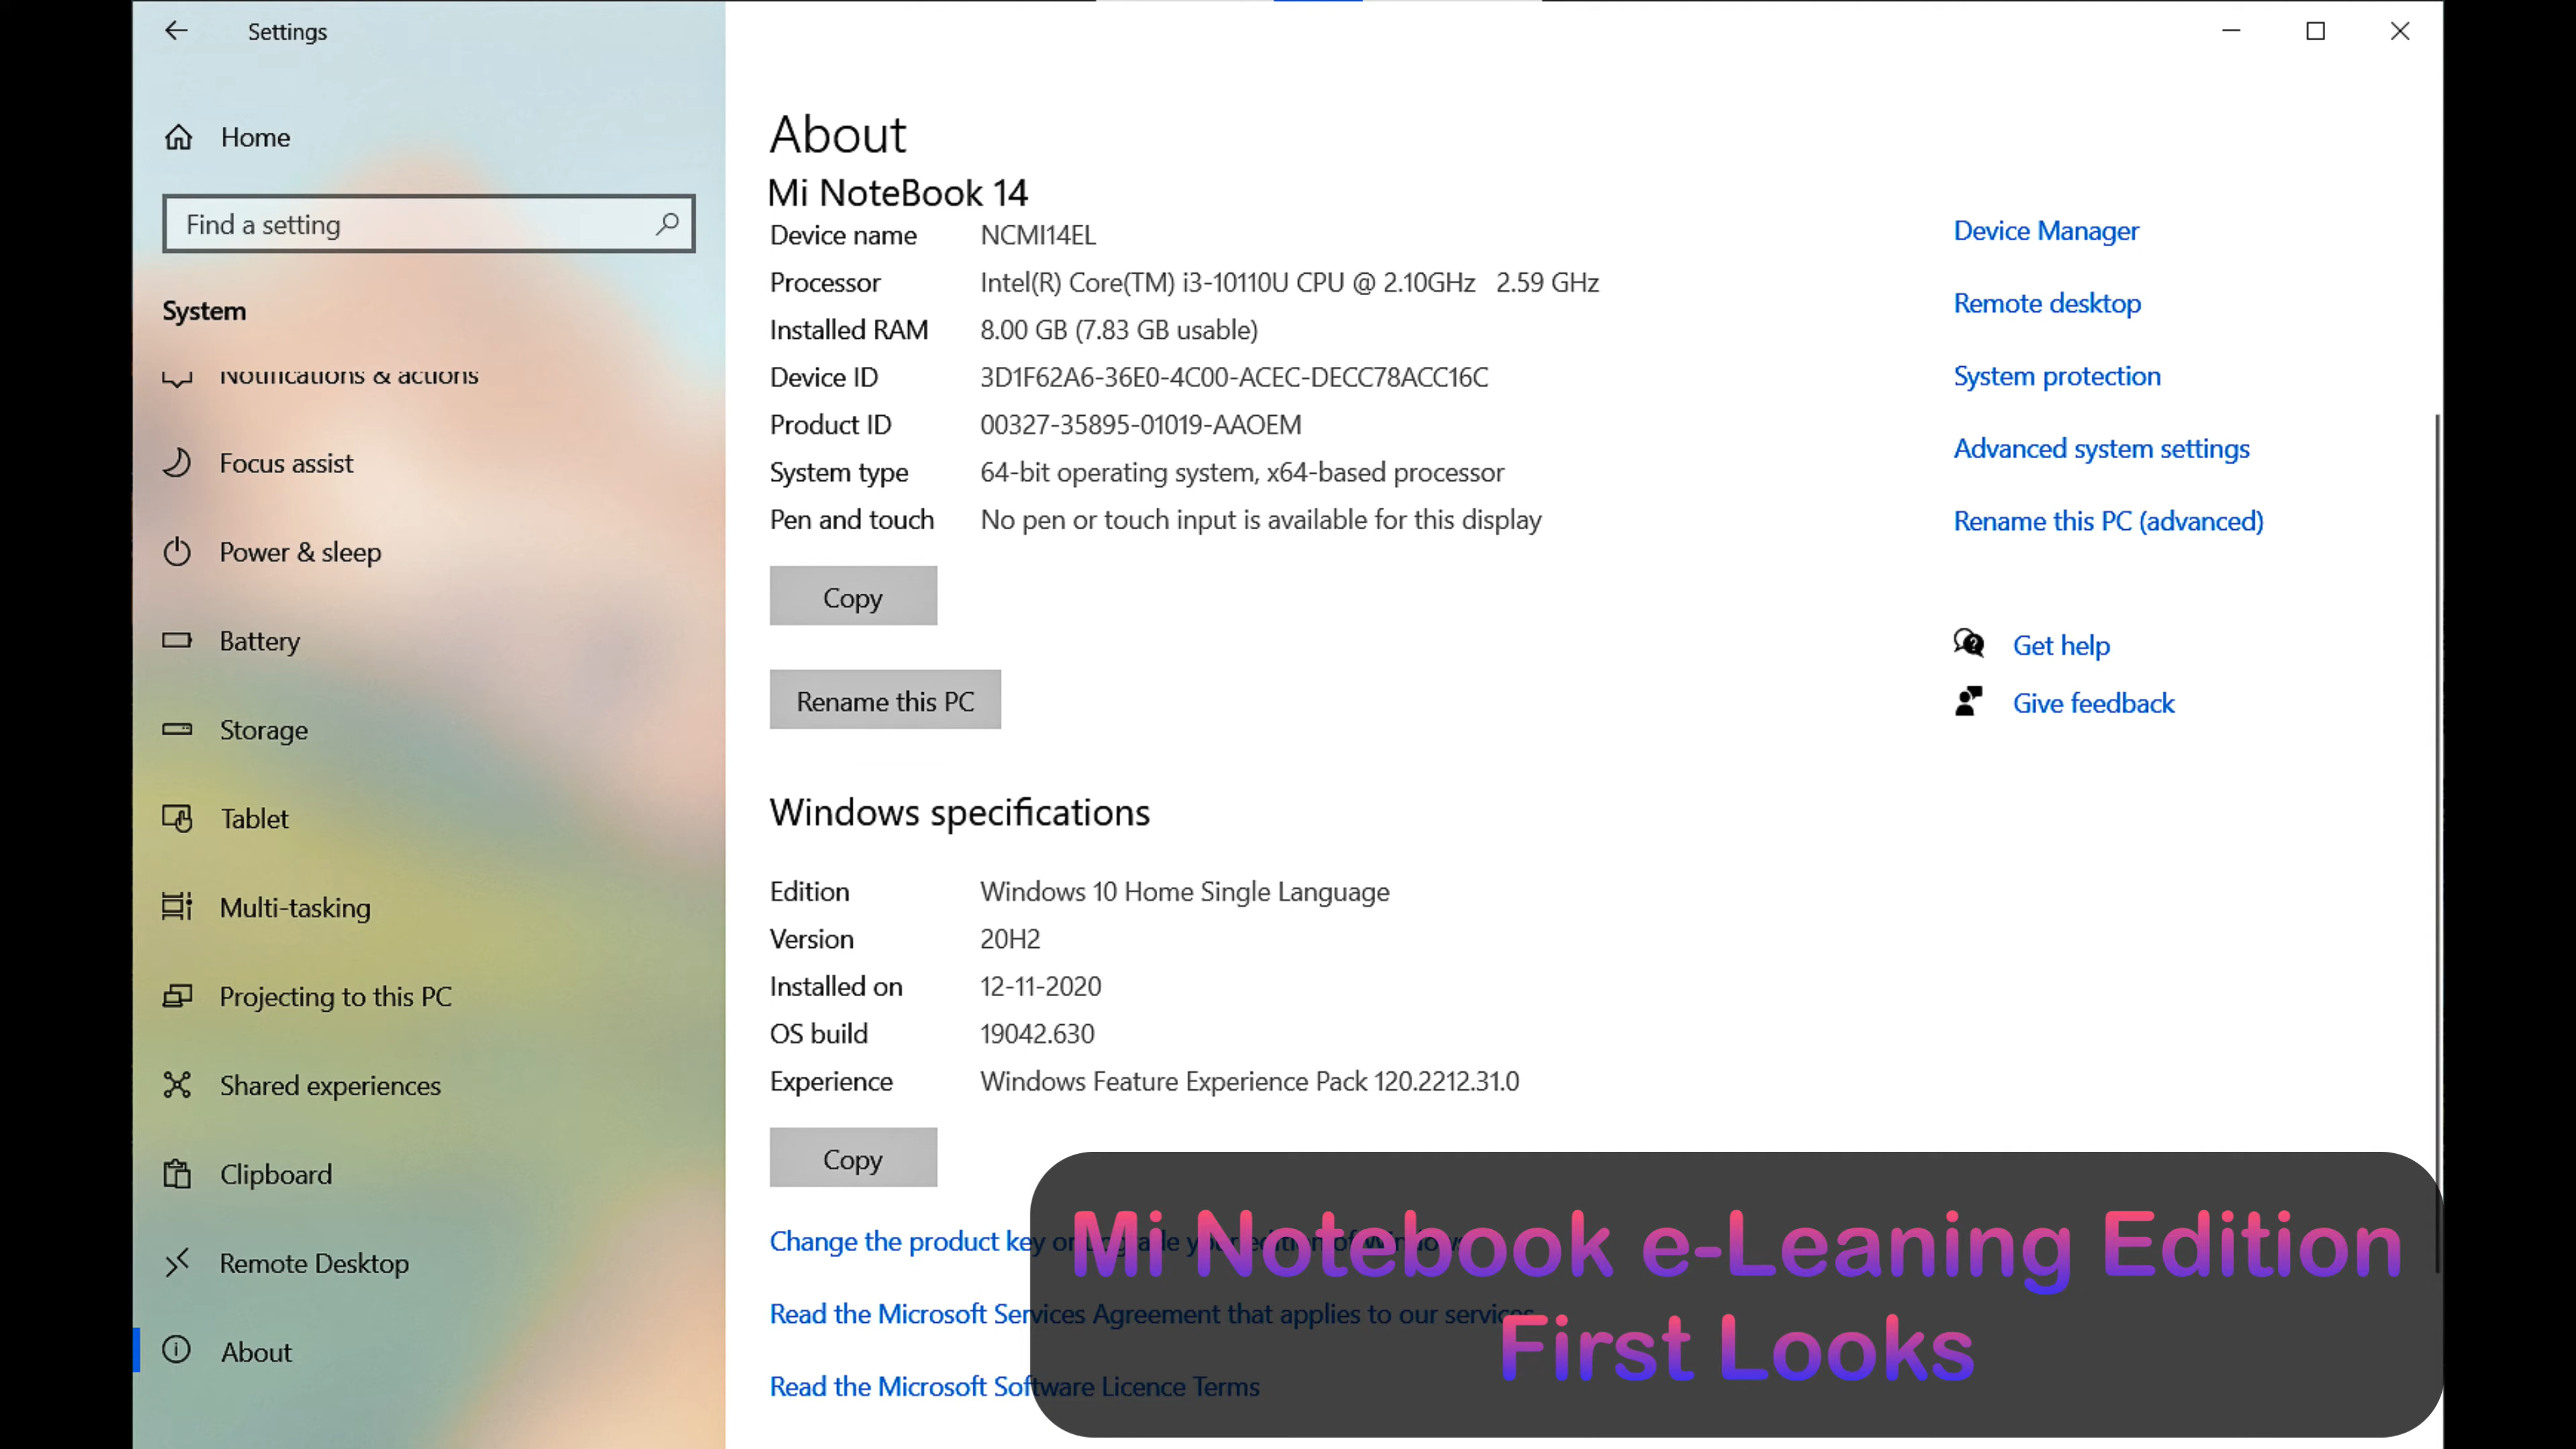 Settings
Home
Find a setting
System
Notifications & actions
Focus assist
Power & sleep
Battery
Storage
Tablet
Multi-tasking
Projecting to this PC
Shared experiences
Clipboard
Remote Desktop
About
About
Mi NoteBook 14
Device name NCMI14EL
Processor Intel(R) Core(TM) i3-10110U CPU @ 2.10GHz 2.59 GHz
Installed RAM 8.00 GB (7.83 GB usable)
Device ID 3D1F62A6-36E0-4C00-ACEC-DECC78ACC16C
Product ID 00327-35895-01019-AAOEM
System type 64-bit operating system, x64-based processor
Pen and touch No pen or touch input is available for this display
Copy
Rename this PC
Windows specifications
Edition Windows 10 Home Single Language
Version 20H2
Installed on 12-11-2020
OS build 19042.630
Experience Windows Feature Experience Pack 120.2212.31.0
Copy
Change the product key or upgrade your edition of Windows
Read the Microsoft Services Agreement that applies to our services
Read the Microsoft Software Licence Terms
Device Manager
Remote desktop
System protection
Advanced system settings
Rename this PC (advanced)
Get help
Give feedback
Mi Notebook e-Leaning Edition
First Looks